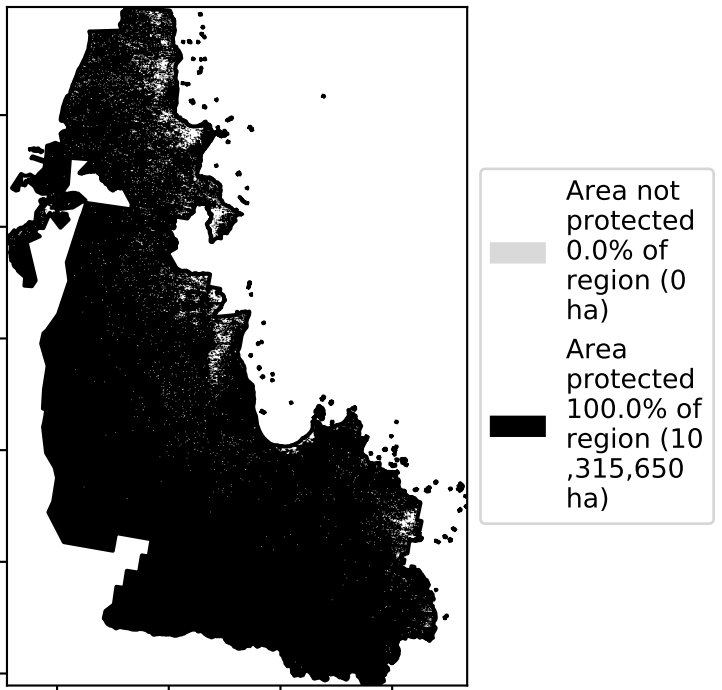 Area not
protected
0.0% of
region (0
ha)
Area
protected
100.0% of
region (10
,315,650
ha)